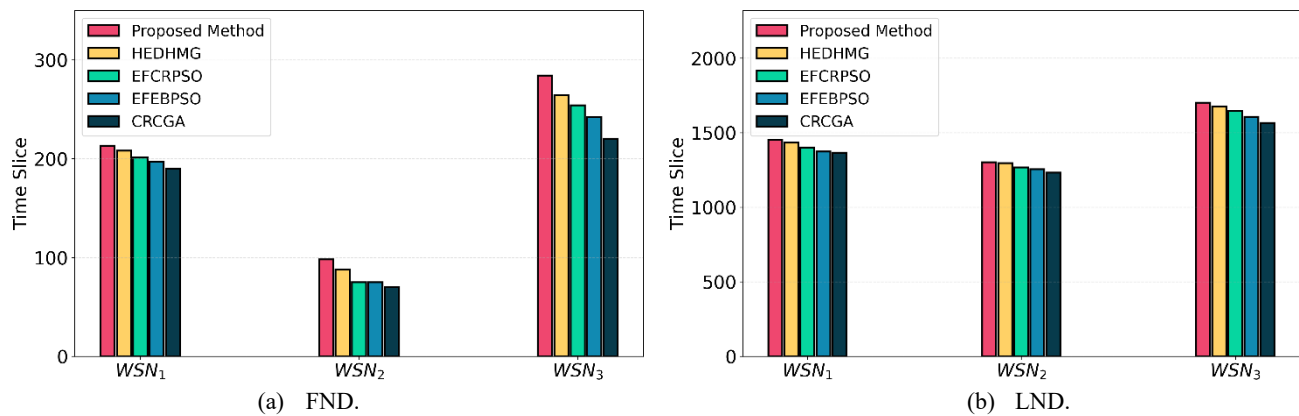 Proposed Method
HEDHMG
EFCRPSO
EFEBPSO
CRCGA
Time Slice
300
200
100
0
WSN₁
WSN₂
WSN₃
(a) FND.
Proposed Method
HEDHMG
EFCRPSO
EFEBPSO
CRCGA
Time Slice
2000
1500
1000
500
0
WSN₁
WSN₂
WSN₃
(b) LND.